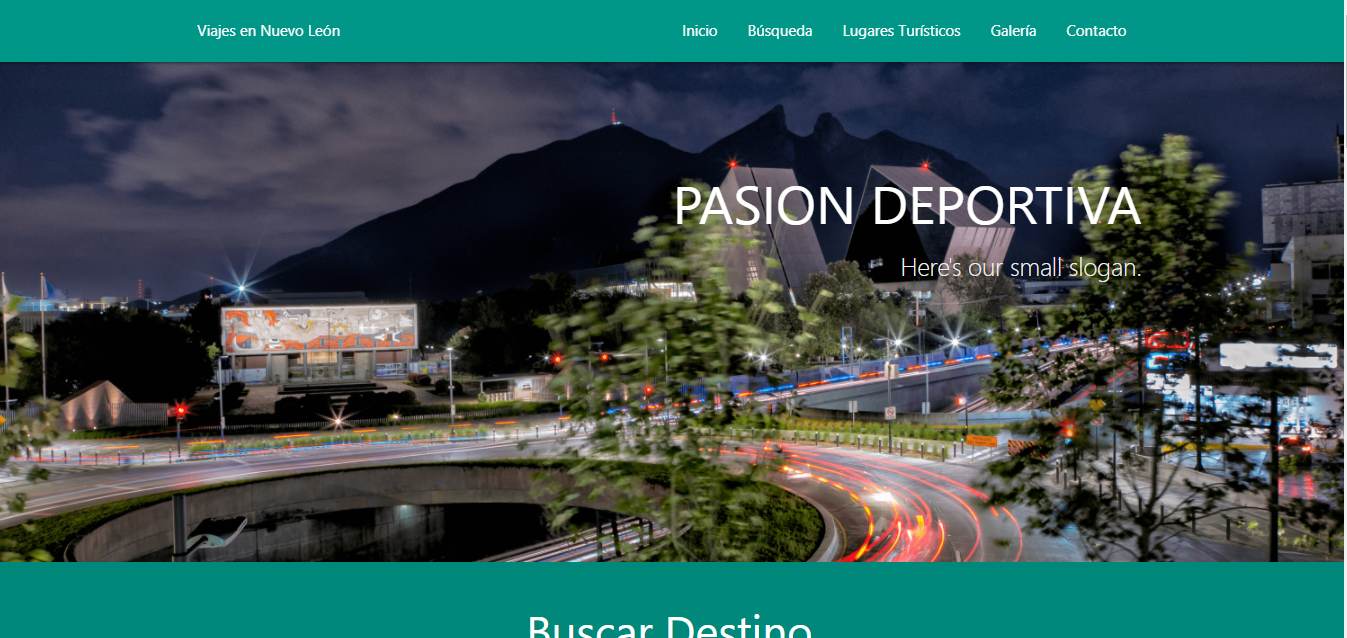 Viajes en Nuevo León
Inicio Búsqueda Lugares Turísticos Galería Contacto
PASION DEPORTIVA
Here's our small slogan.
Buscar Destino